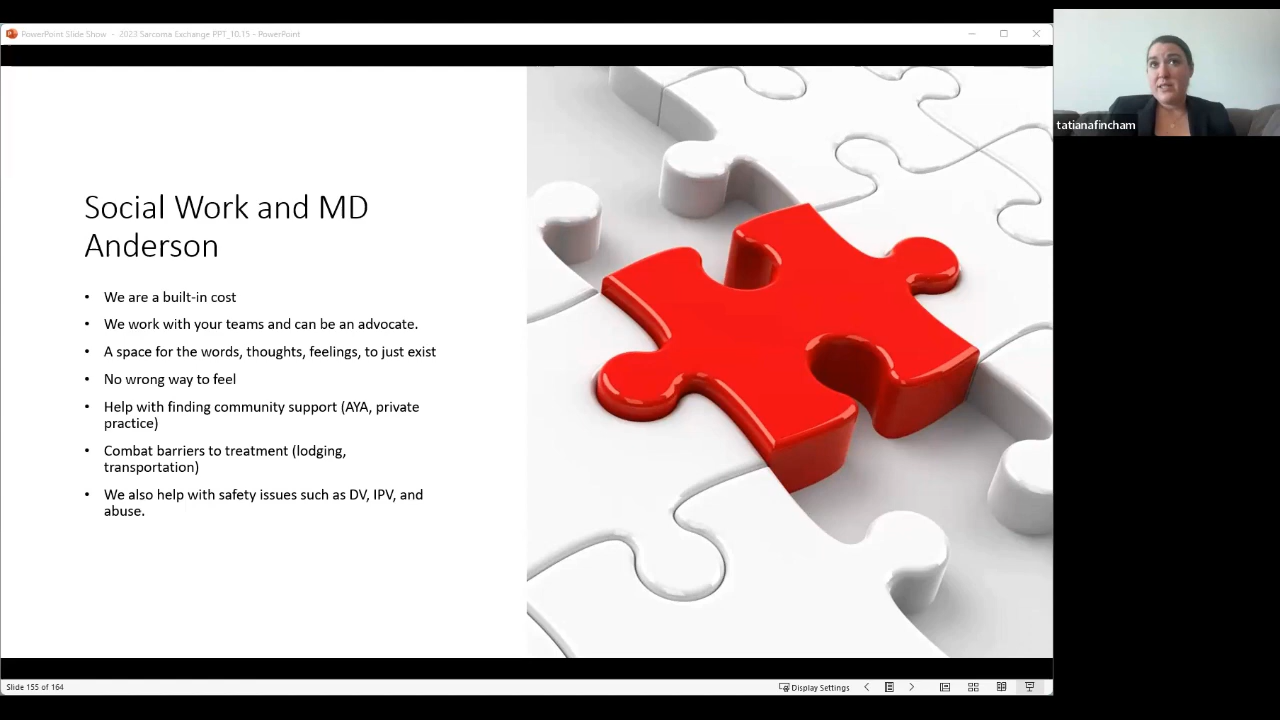 PowerPoint Slide Show - 2023 Sarcoma Exchange PPT_10.15 - PowerPoint
tatianafincham
Social Work and MD
Anderson
• We are a built-in cost
• We work with your teams and can be an advocate.
• A space for the words, thoughts, feelings, to just exist
• No wrong way to feel
• Help with finding community support (AYA, private
practice)
• Combat barriers to treatment (lodging,
transportation)
• We also help with safety issues such as DV, IPV, and
abuse.
Slide 155 of 164
Display Settings